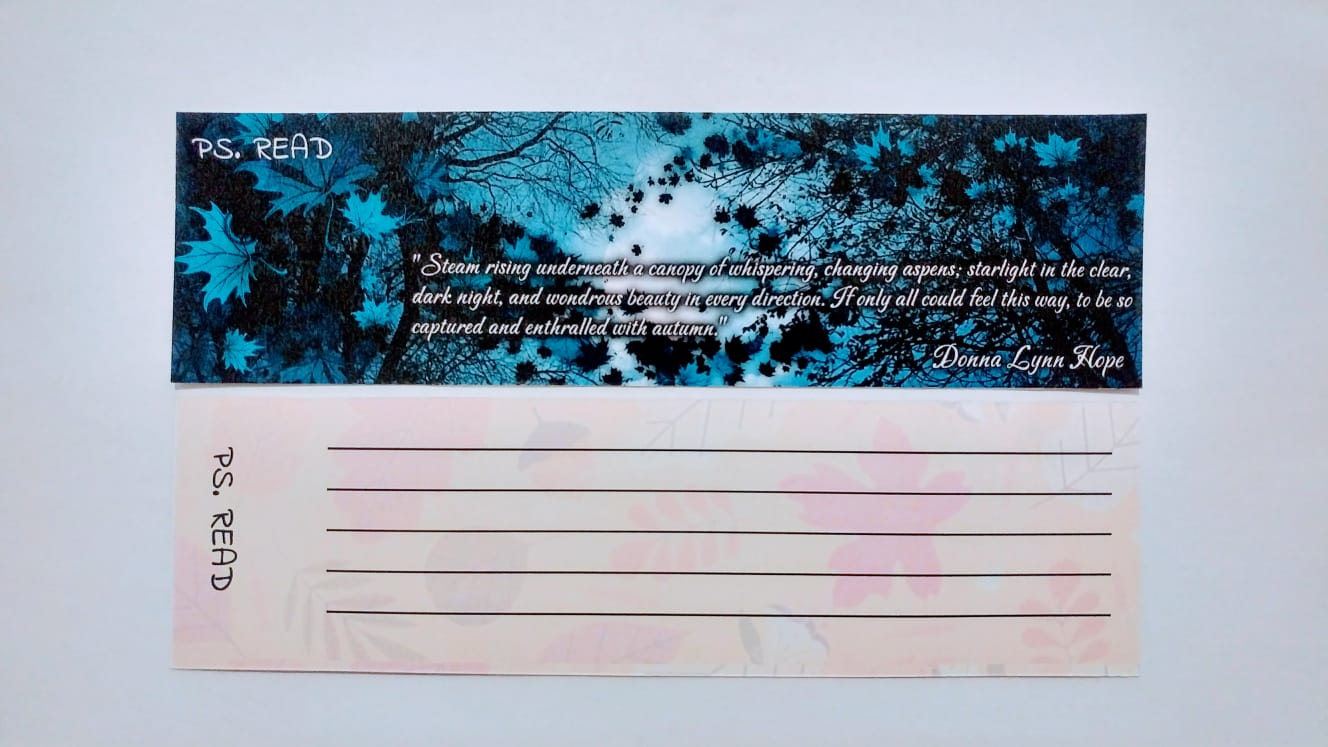 PS. READ
"Steam rising underneath a canopy of whispering, changing aspens; starlight in the clear,
dark night, and wondrous beauty in every direction. If only all could feel this way, to be so
captured and enthralled with autumn."
Donna Lynn Hope
PS. READ